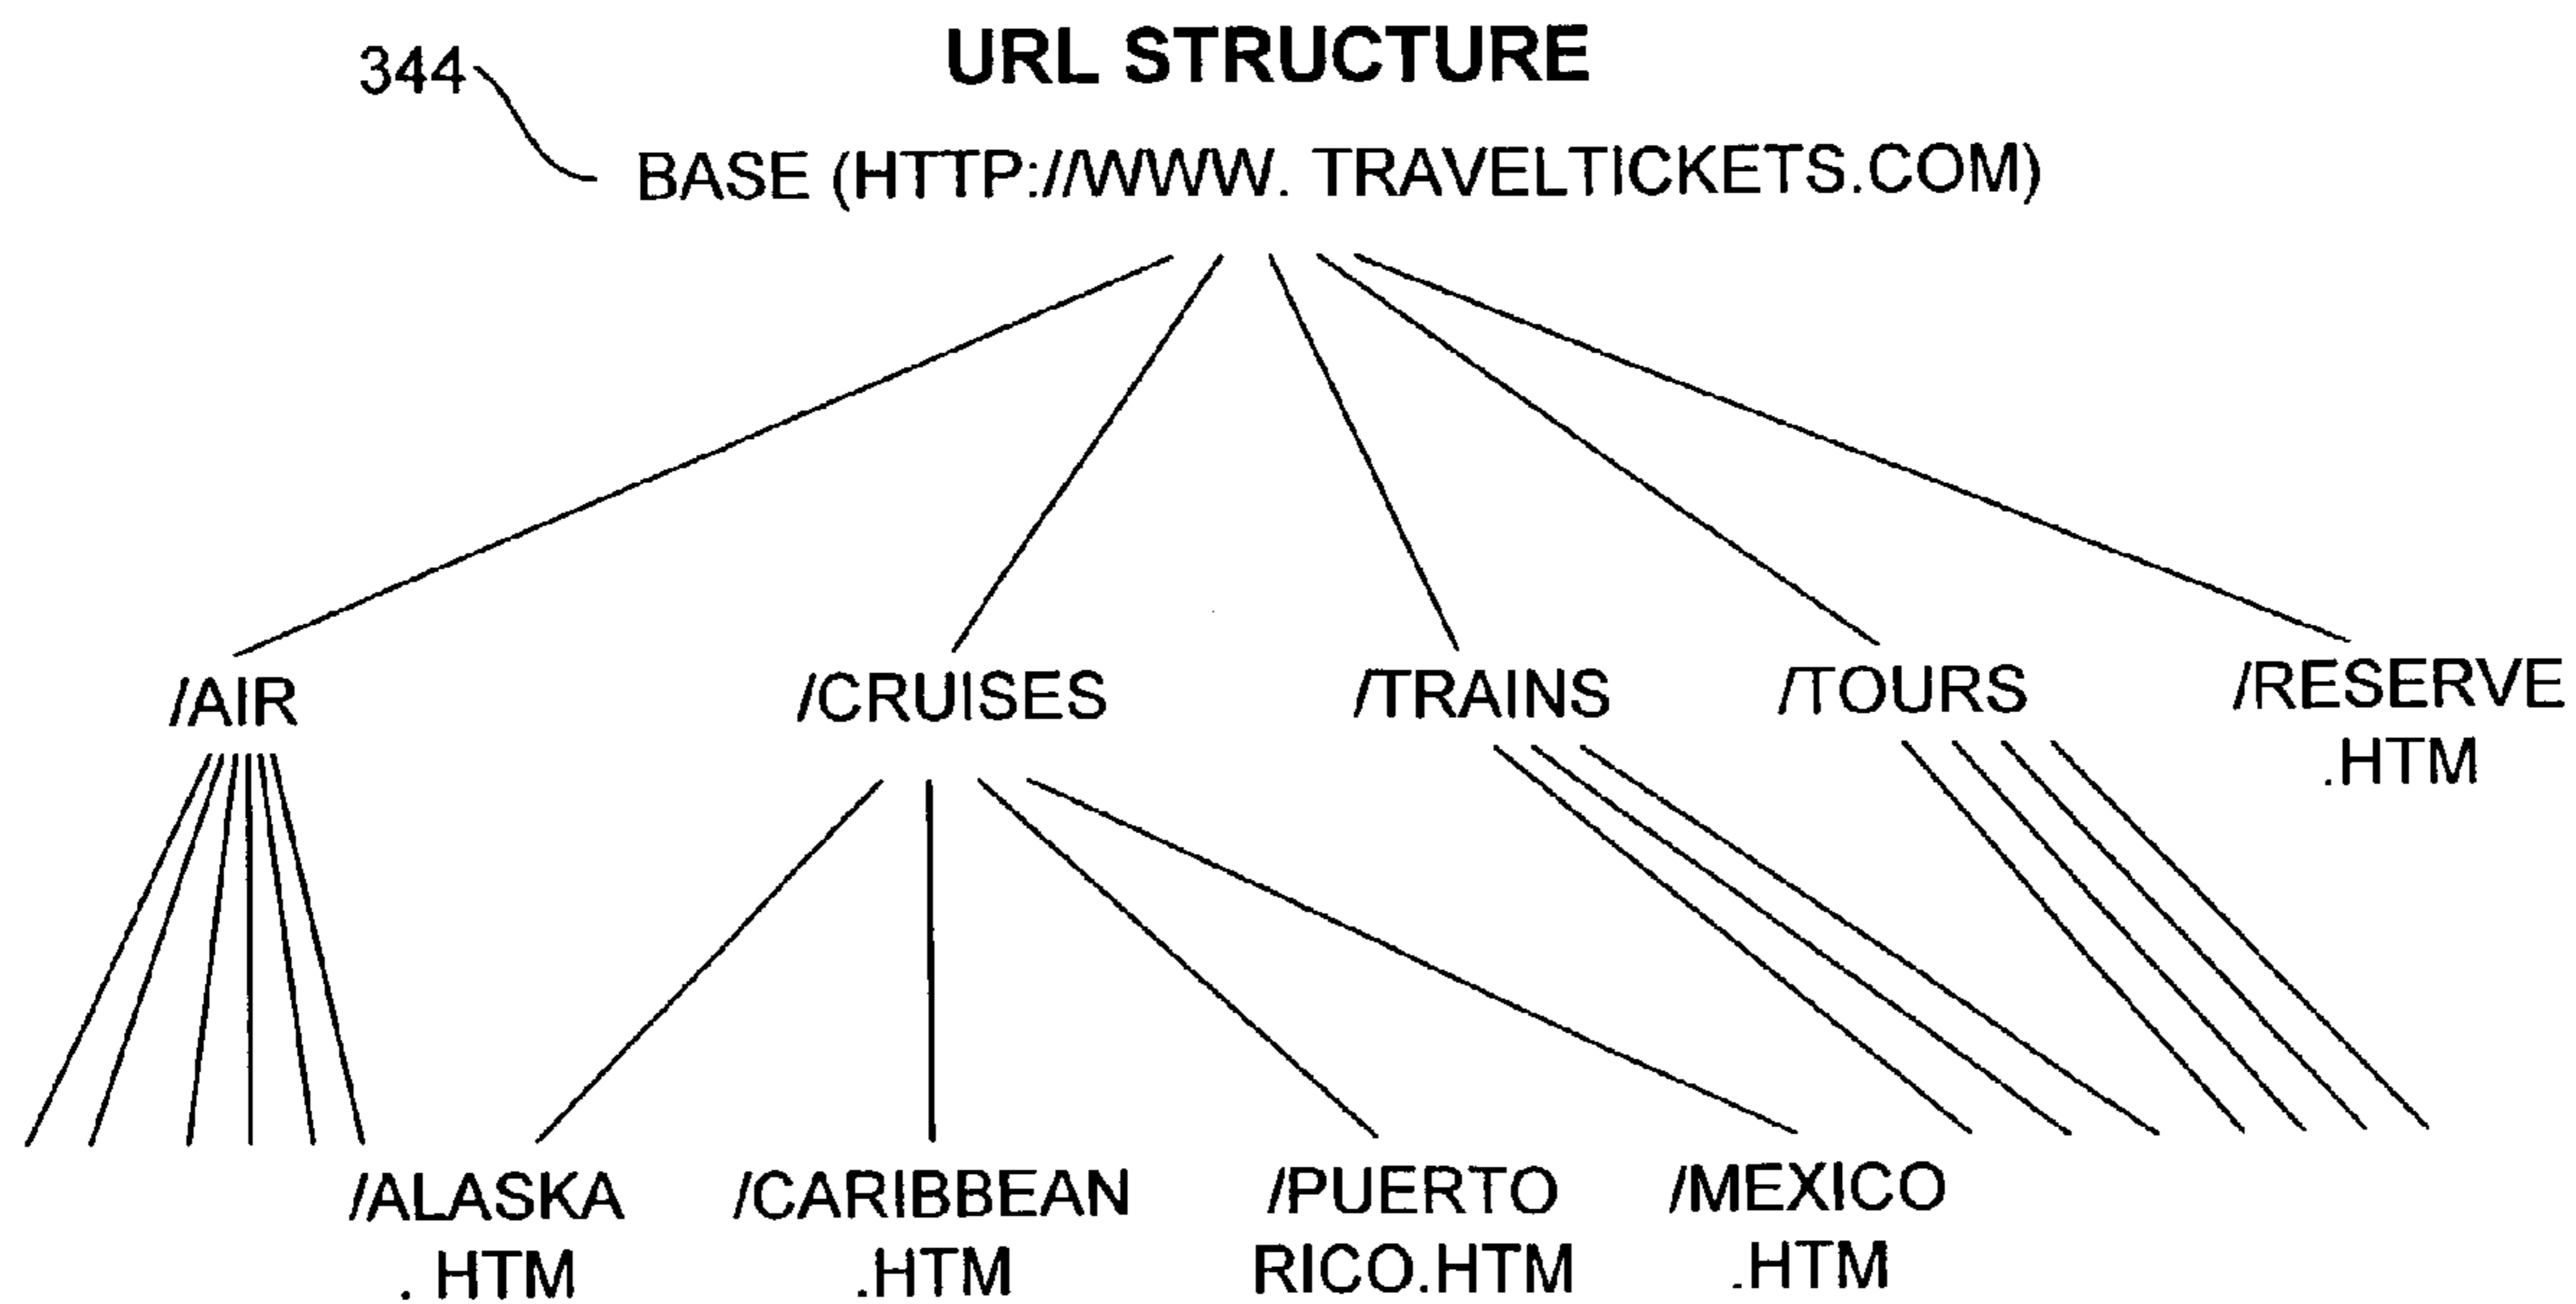 URL STRUCTURE
344
BASE (HTTP://WWW. TRAVELTICKETS.COM)
/AIR
/CRUISES
/TRAINS
/TOURS
/RESERVE
.HTM
/ALASKA
. HTM
/CARIBBEAN
.HTM
/PUERTO
RICO.HTM
/MEXICO
.HTM